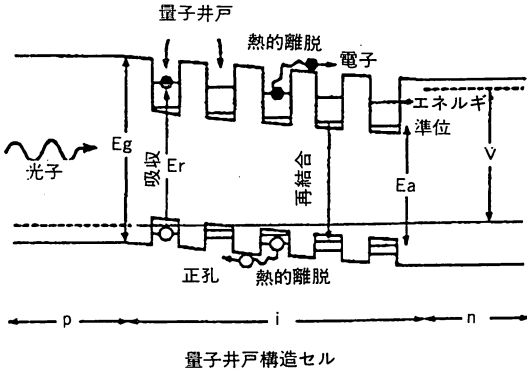 量子井戸
熱的離脱
電子
エネルギ
準位
Eg
吸収
Er
再結合
Ea
V
光子
正孔
熱的離脱
p
i
n
量子井戸構造セル